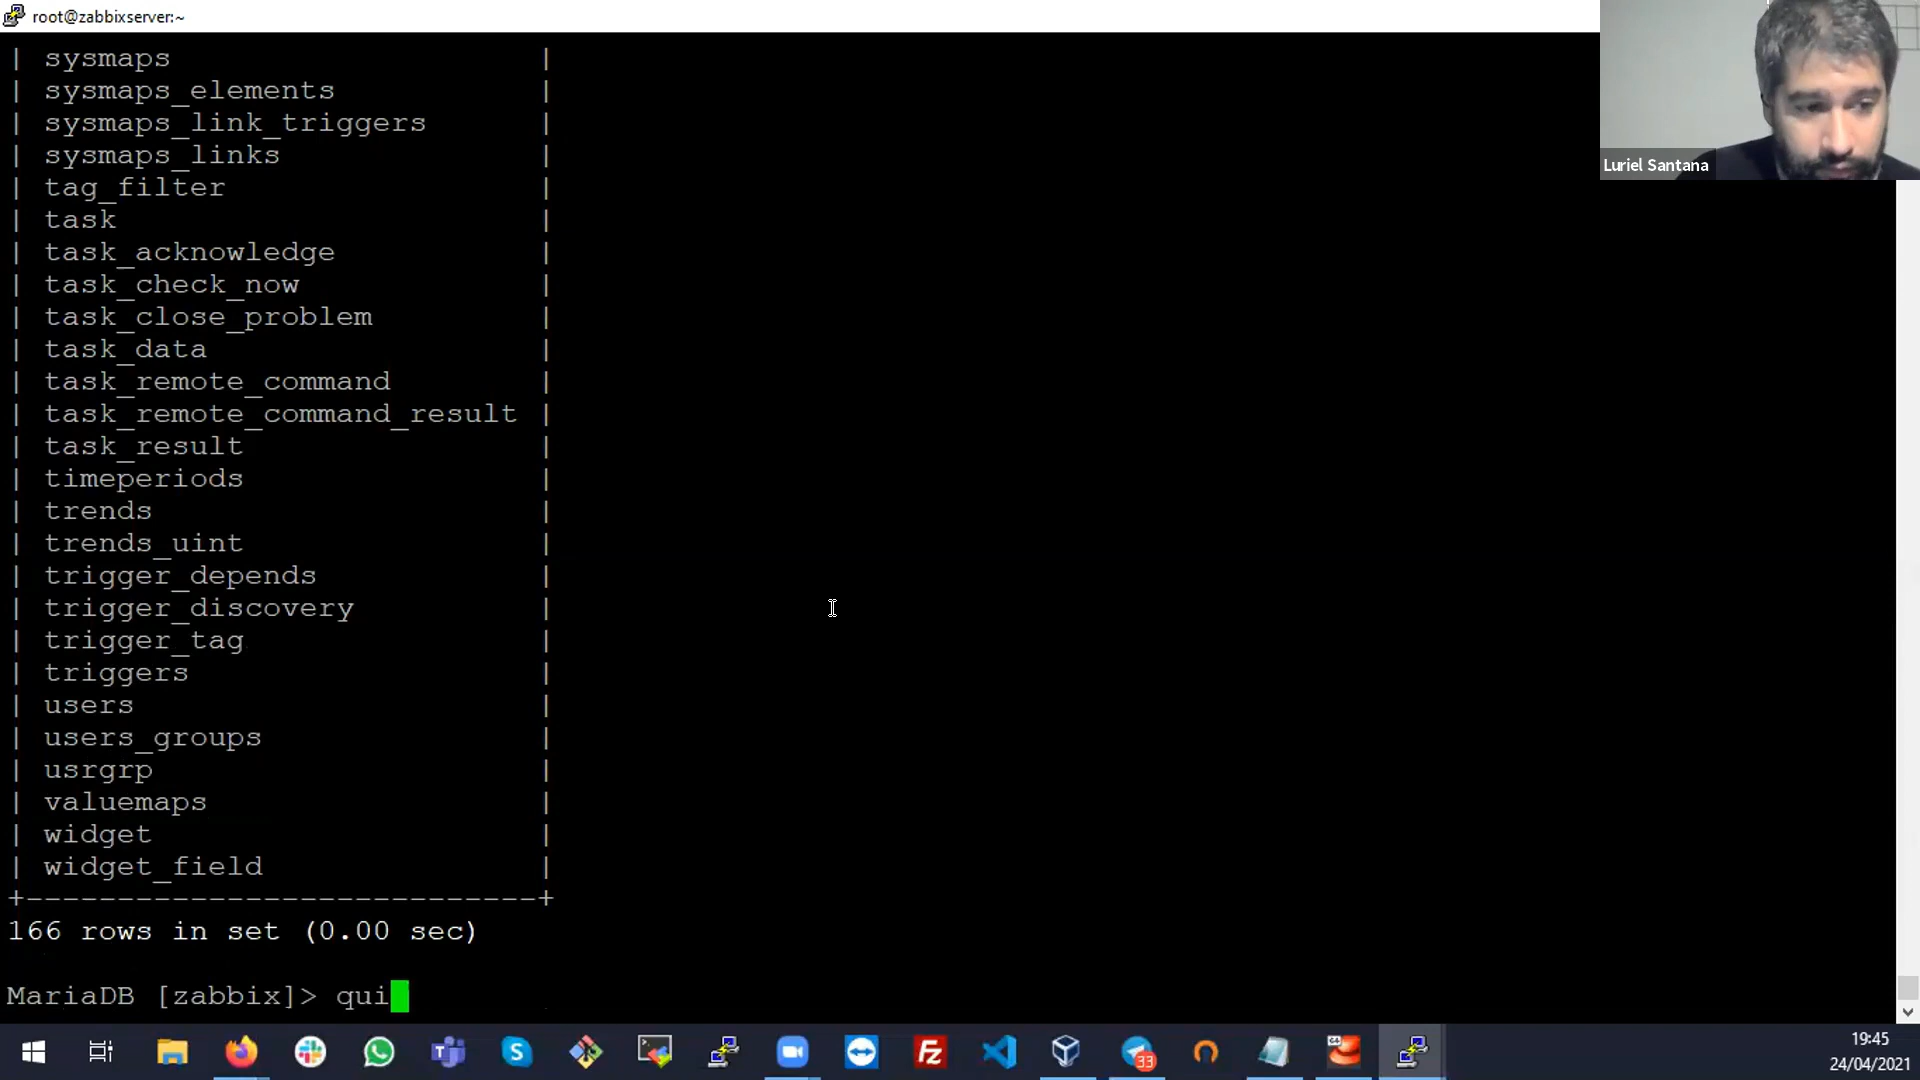 root@zabbixserver:~
| sysmaps |
| sysmaps_elements |
| sysmaps_link_triggers |
| sysmaps_links |
| tag_filter |
| task |
| task_acknowledge |
| task_check_now |
| task_close_problem |
| task_data |
| task_remote_command |
| task_remote_command_result |
| task_result |
| timeperiods |
| trends |
| trends_uint |
| trigger_depends |
| trigger_discovery |
| trigger_tag |
| triggers |
| users |
| users_groups |
| usrgrp |
| valuemaps |
| widget |
| widget_field |
+----------------------------+
166 rows in set (0.00 sec)
MariaDB [zabbix]> qui
Luriel Santana
33
19:45
24/04/2021